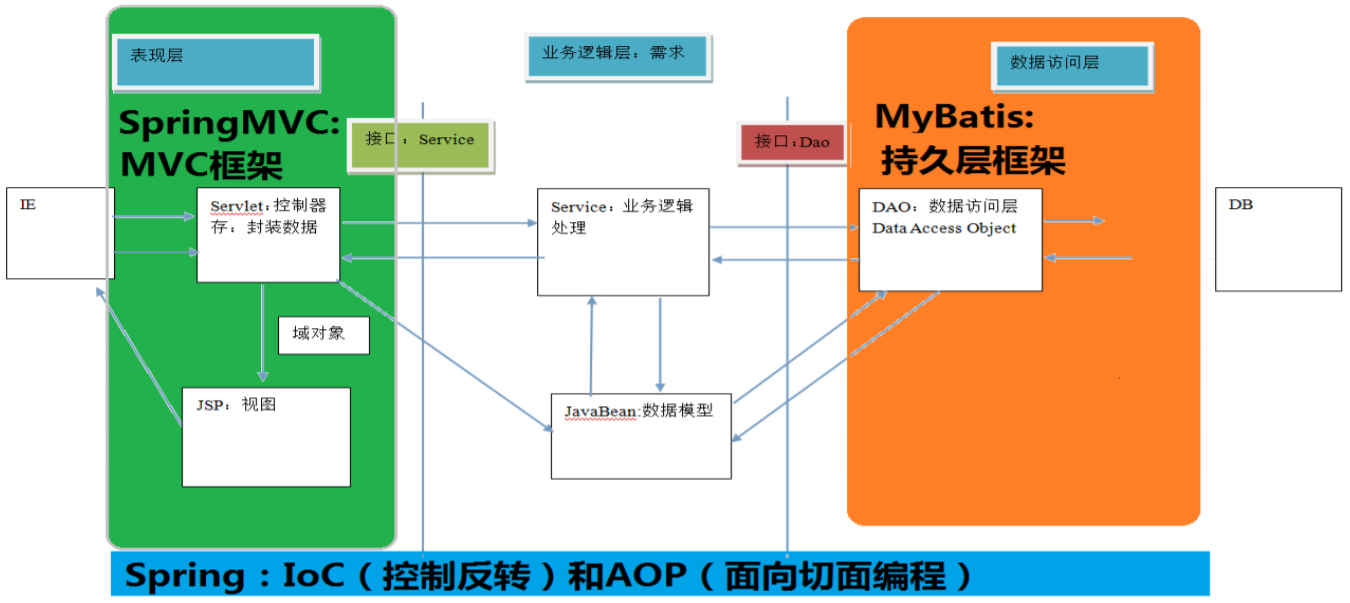 表现层
业务逻辑层：需求
数据访问层
SpringMVC:
MVC框架
接口：Service
接口:Dao
MyBatis:
持久层框架
IE
Servlet:控制器
存：封装数据
Service：业务逻辑
处理
DAO：数据访问层
Data Access Object
DB
域对象
JSP：视图
JavaBean:数据模型
Spring：IoC（控制反转）和AOP（面向切面编程）